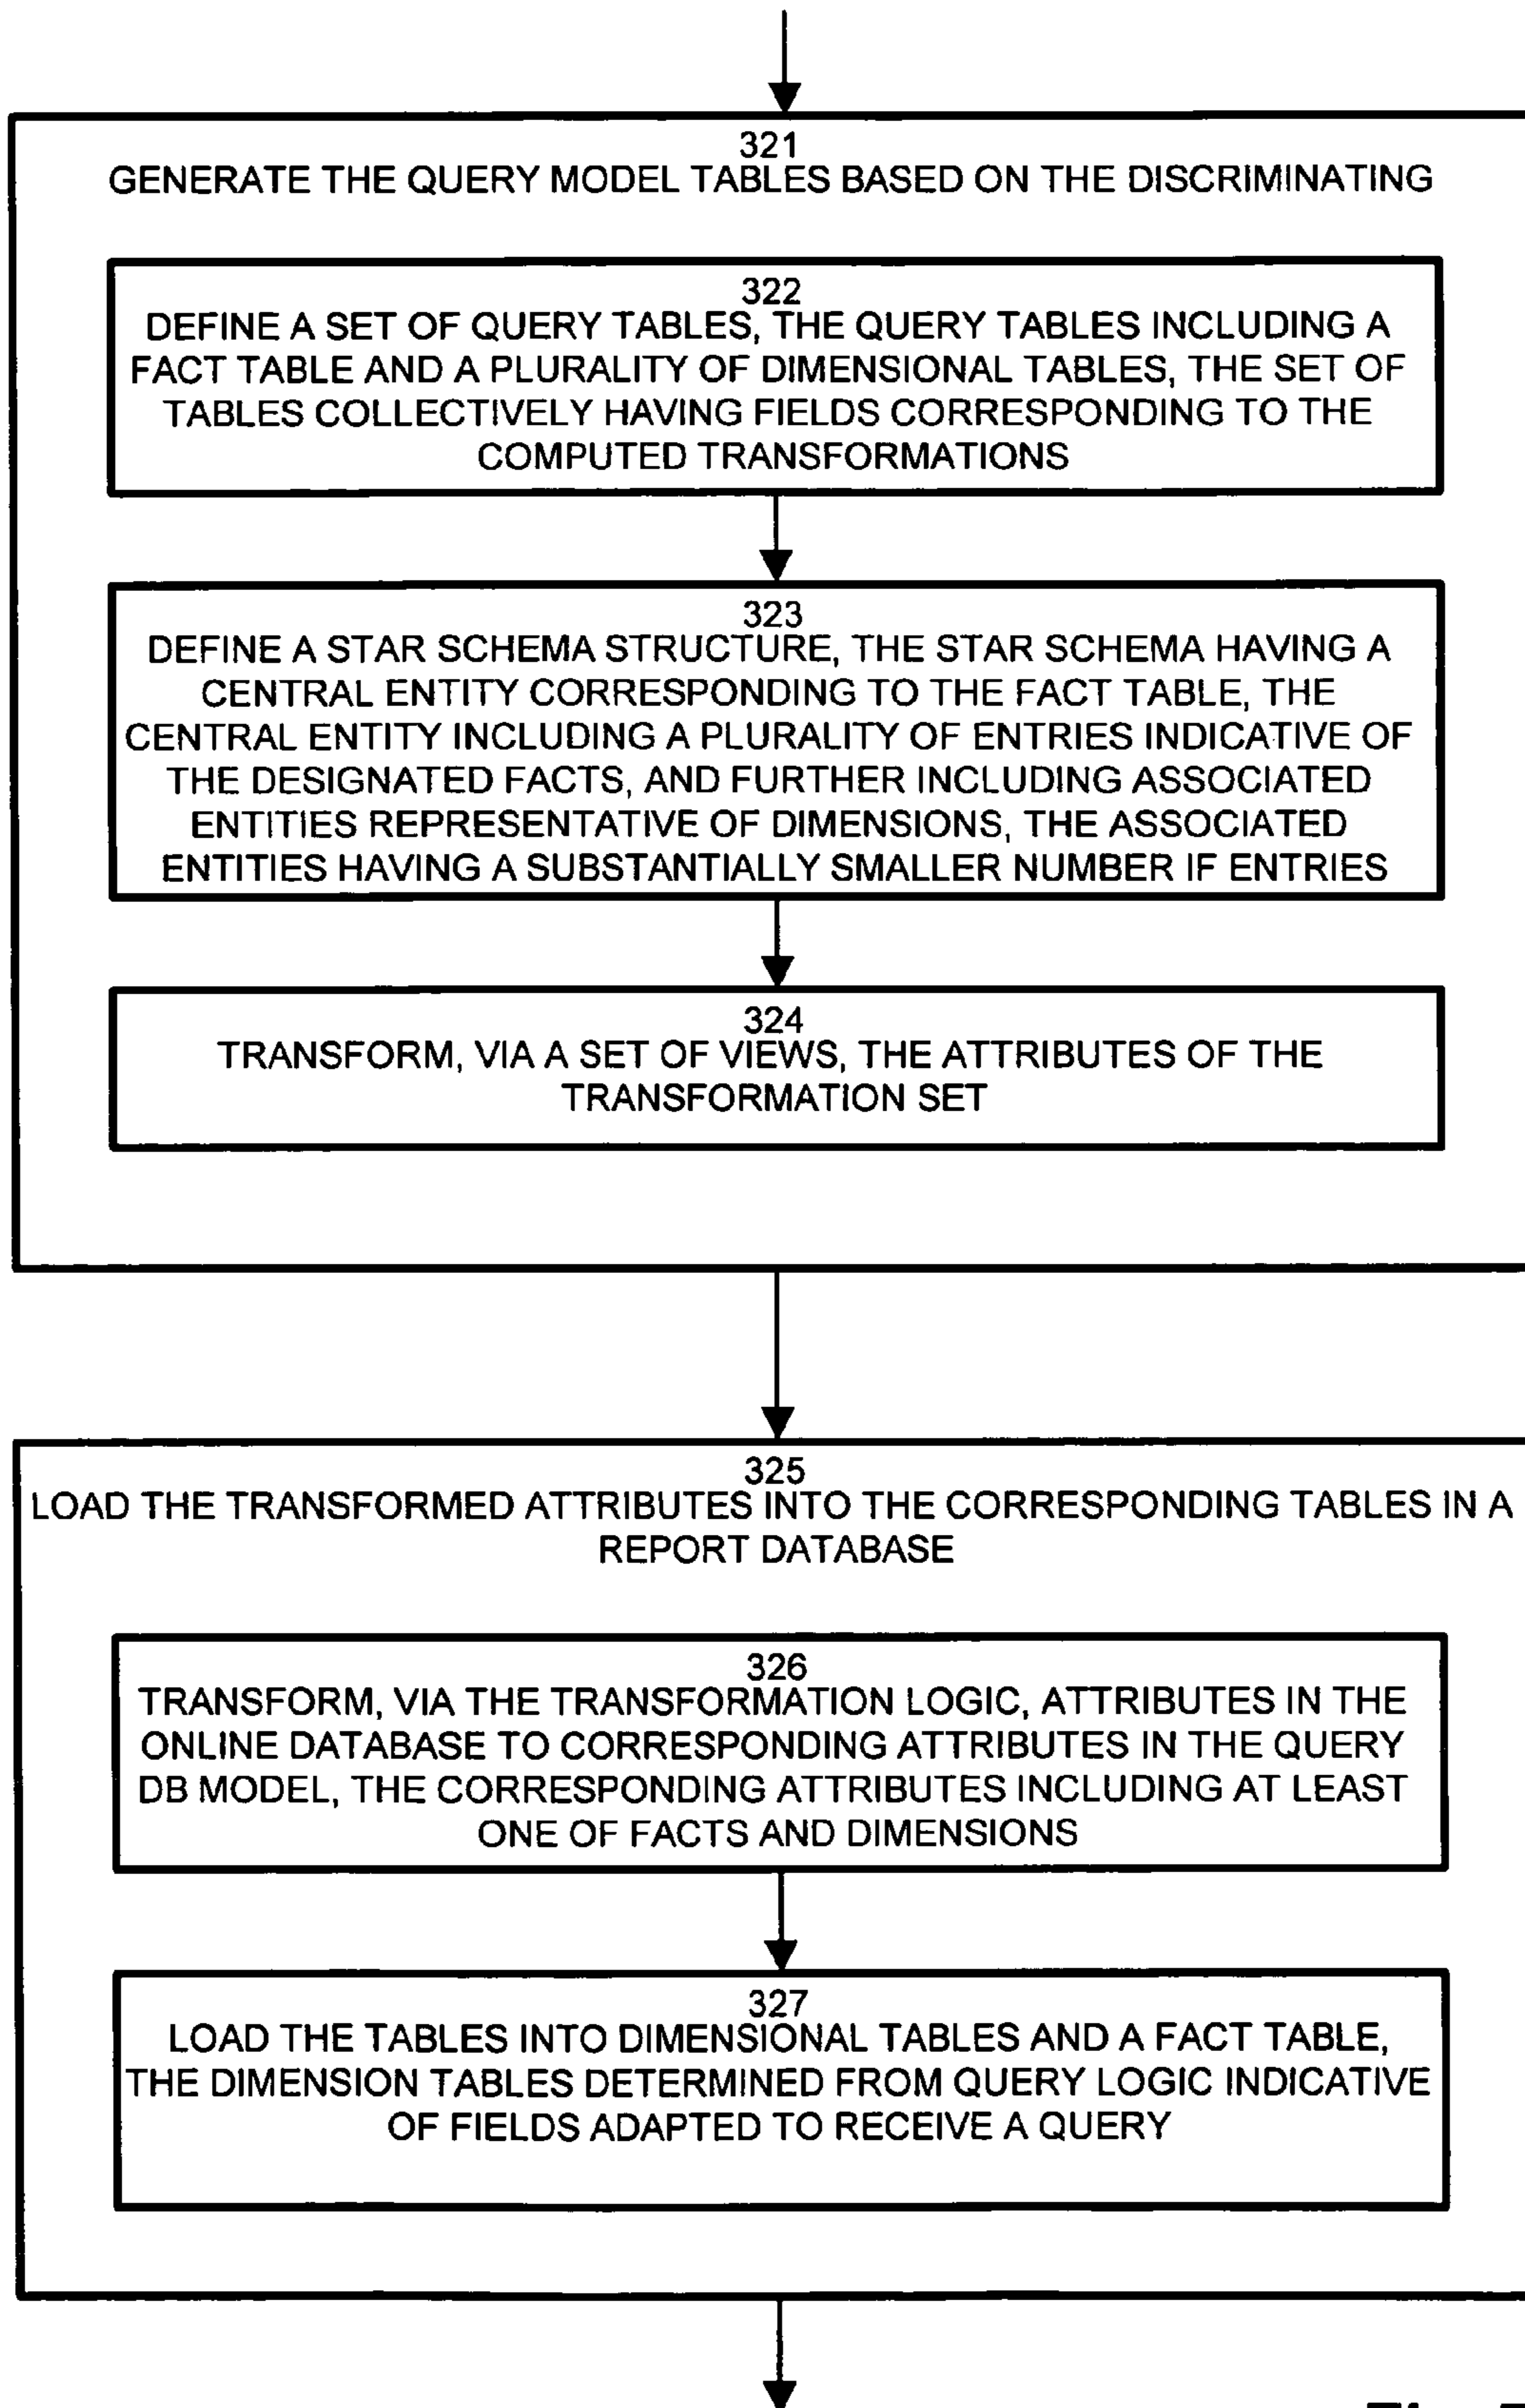 321
GENERATE THE QUERY MODEL TABLES BASED ON THE DISCRIMINATING
322
DEFINE A SET OF QUERY TABLES, THE QUERY TABLES INCLUDING A
FACT TABLE AND A PLURALITY OF DIMENSIONAL TABLES, THE SET OF
TABLES COLLECTIVELY HAVING FIELDS CORRESPONDING TO THE
COMPUTED TRANSFORMATIONS
323
DEFINE A STAR SCHEMA STRUCTURE, THE STAR SCHEMA HAVING A
CENTRAL ENTITY CORRESPONDING TO THE FACT TABLE, THE
CENTRAL ENTITY INCLUDING A PLURALITY OF ENTRIES INDICATIVE OF
THE DESIGNATED FACTS, AND FURTHER INCLUDING ASSOCIATED
ENTITIES REPRESENTATIVE OF DIMENSIONS, THE ASSOCIATED
ENTITIES HAVING A SUBSTANTIALLY SMALLER NUMBER IF ENTRIES
324
TRANSFORM, VIA A SET OF VIEWS, THE ATTRIBUTES OF THE
TRANSFORMATION SET
325
LOAD THE TRANSFORMED ATTRIBUTES INTO THE CORRESPONDING TABLES IN A
REPORT DATABASE
326
TRANSFORM, VIA THE TRANSFORMATION LOGIC, ATTRIBUTES IN THE
ONLINE DATABASE TO CORRESPONDING ATTRIBUTES IN THE QUERY
DB MODEL, THE CORRESPONDING ATTRIBUTES INCLUDING AT LEAST
ONE OF FACTS AND DIMENSIONS
327
LOAD THE TABLES INTO DIMENSIONAL TABLES AND A FACT TABLE,
THE DIMENSION TABLES DETERMINED FROM QUERY LOGIC INDICATIVE
OF FIELDS ADAPTED TO RECEIVE A QUERY